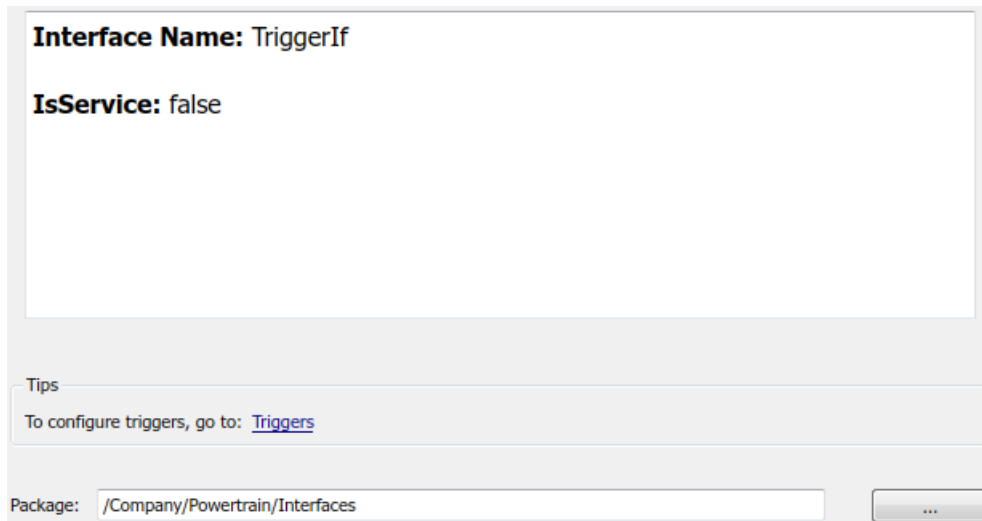 Interface Name: TriggerIf
IsService: false
Tips
To configure triggers, go to: Triggers
Package: /Company/Powertrain/Interfaces ...